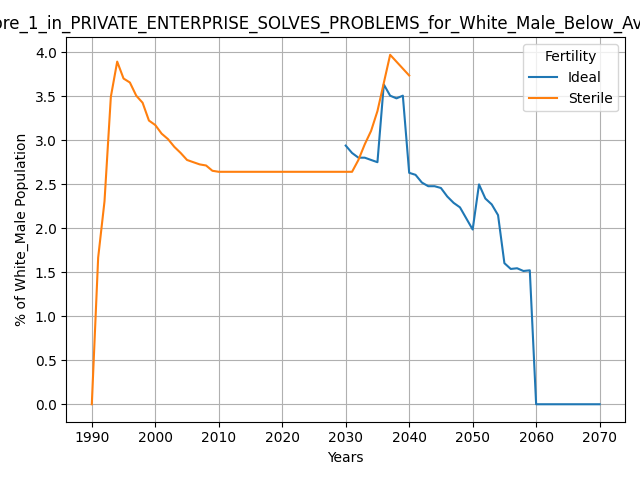 ore_1_in_PRIVATE_ENTERPRISE_SOLVES_PROBLEMS_for_White_Male_Below_Av
Fertility
Ideal
Sterile
% of White_Male Population
4.0
3.5
3.0
2.5
2.0
1.5
1.0
0.5
0.0
1990 2000 2010 2020 2030 2040 2050 2060 2070
Years